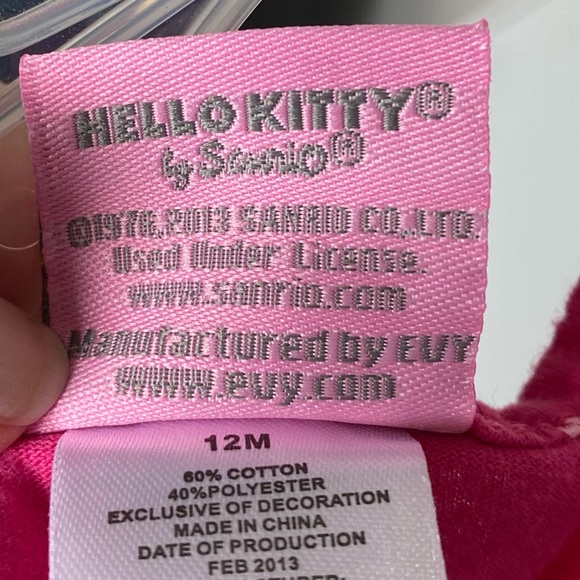 HELLO KITTY®
by Sanrio®
©1976,2013 SANRIO CO.,LTD.
Used Under License.
www.sanrio.com
Manufactured by EVY
www.evy.com
12M
60% COTTON
40%POLYESTER
EXCLUSIVE OF DECORATION
MADE IN CHINA
DATE OF PRODUCTION
FEB 2013